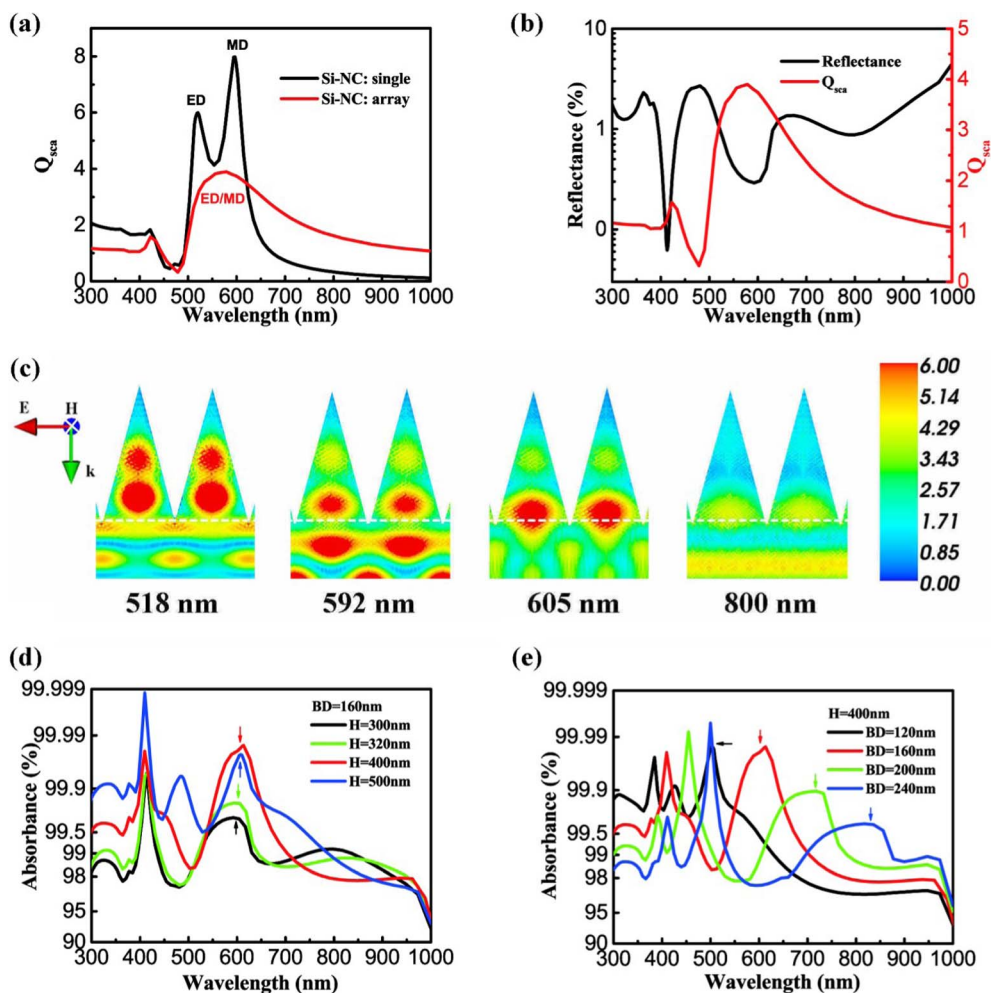 (a)
8
6
4
2
0
Q_sca
ED
MD
ED/MD
Si-NC: single
Si-NC: array
300 400 500 600 700 800 900 1000
Wavelength (nm)
(b)
10
1
0
Reflectance (%)
Reflectance
Q_sca
5
4
3
2
1
0
Q_sca
300 400 500 600 700 800 900 1000
Wavelength (nm)
(c)
E
H
k
518 nm
592 nm
605 nm
800 nm
6.00
5.14
4.29
3.43
2.57
1.71
0.85
0.00
(d)
99.999
99.99
99.9
99.5
99
98
95
90
Absorbance (%)
BD=160nm
H=300nm
H=320nm
H=400nm
H=500nm
300 400 500 600 700 800 900 1000
Wavelength (nm)
(e)
99.999
99.99
99.9
99.5
99
98
95
90
Absorbance (%)
H=400nm
BD=120nm
BD=160nm
BD=200nm
BD=240nm
300 400 500 600 700 800 900 1000
Wavelength (nm)